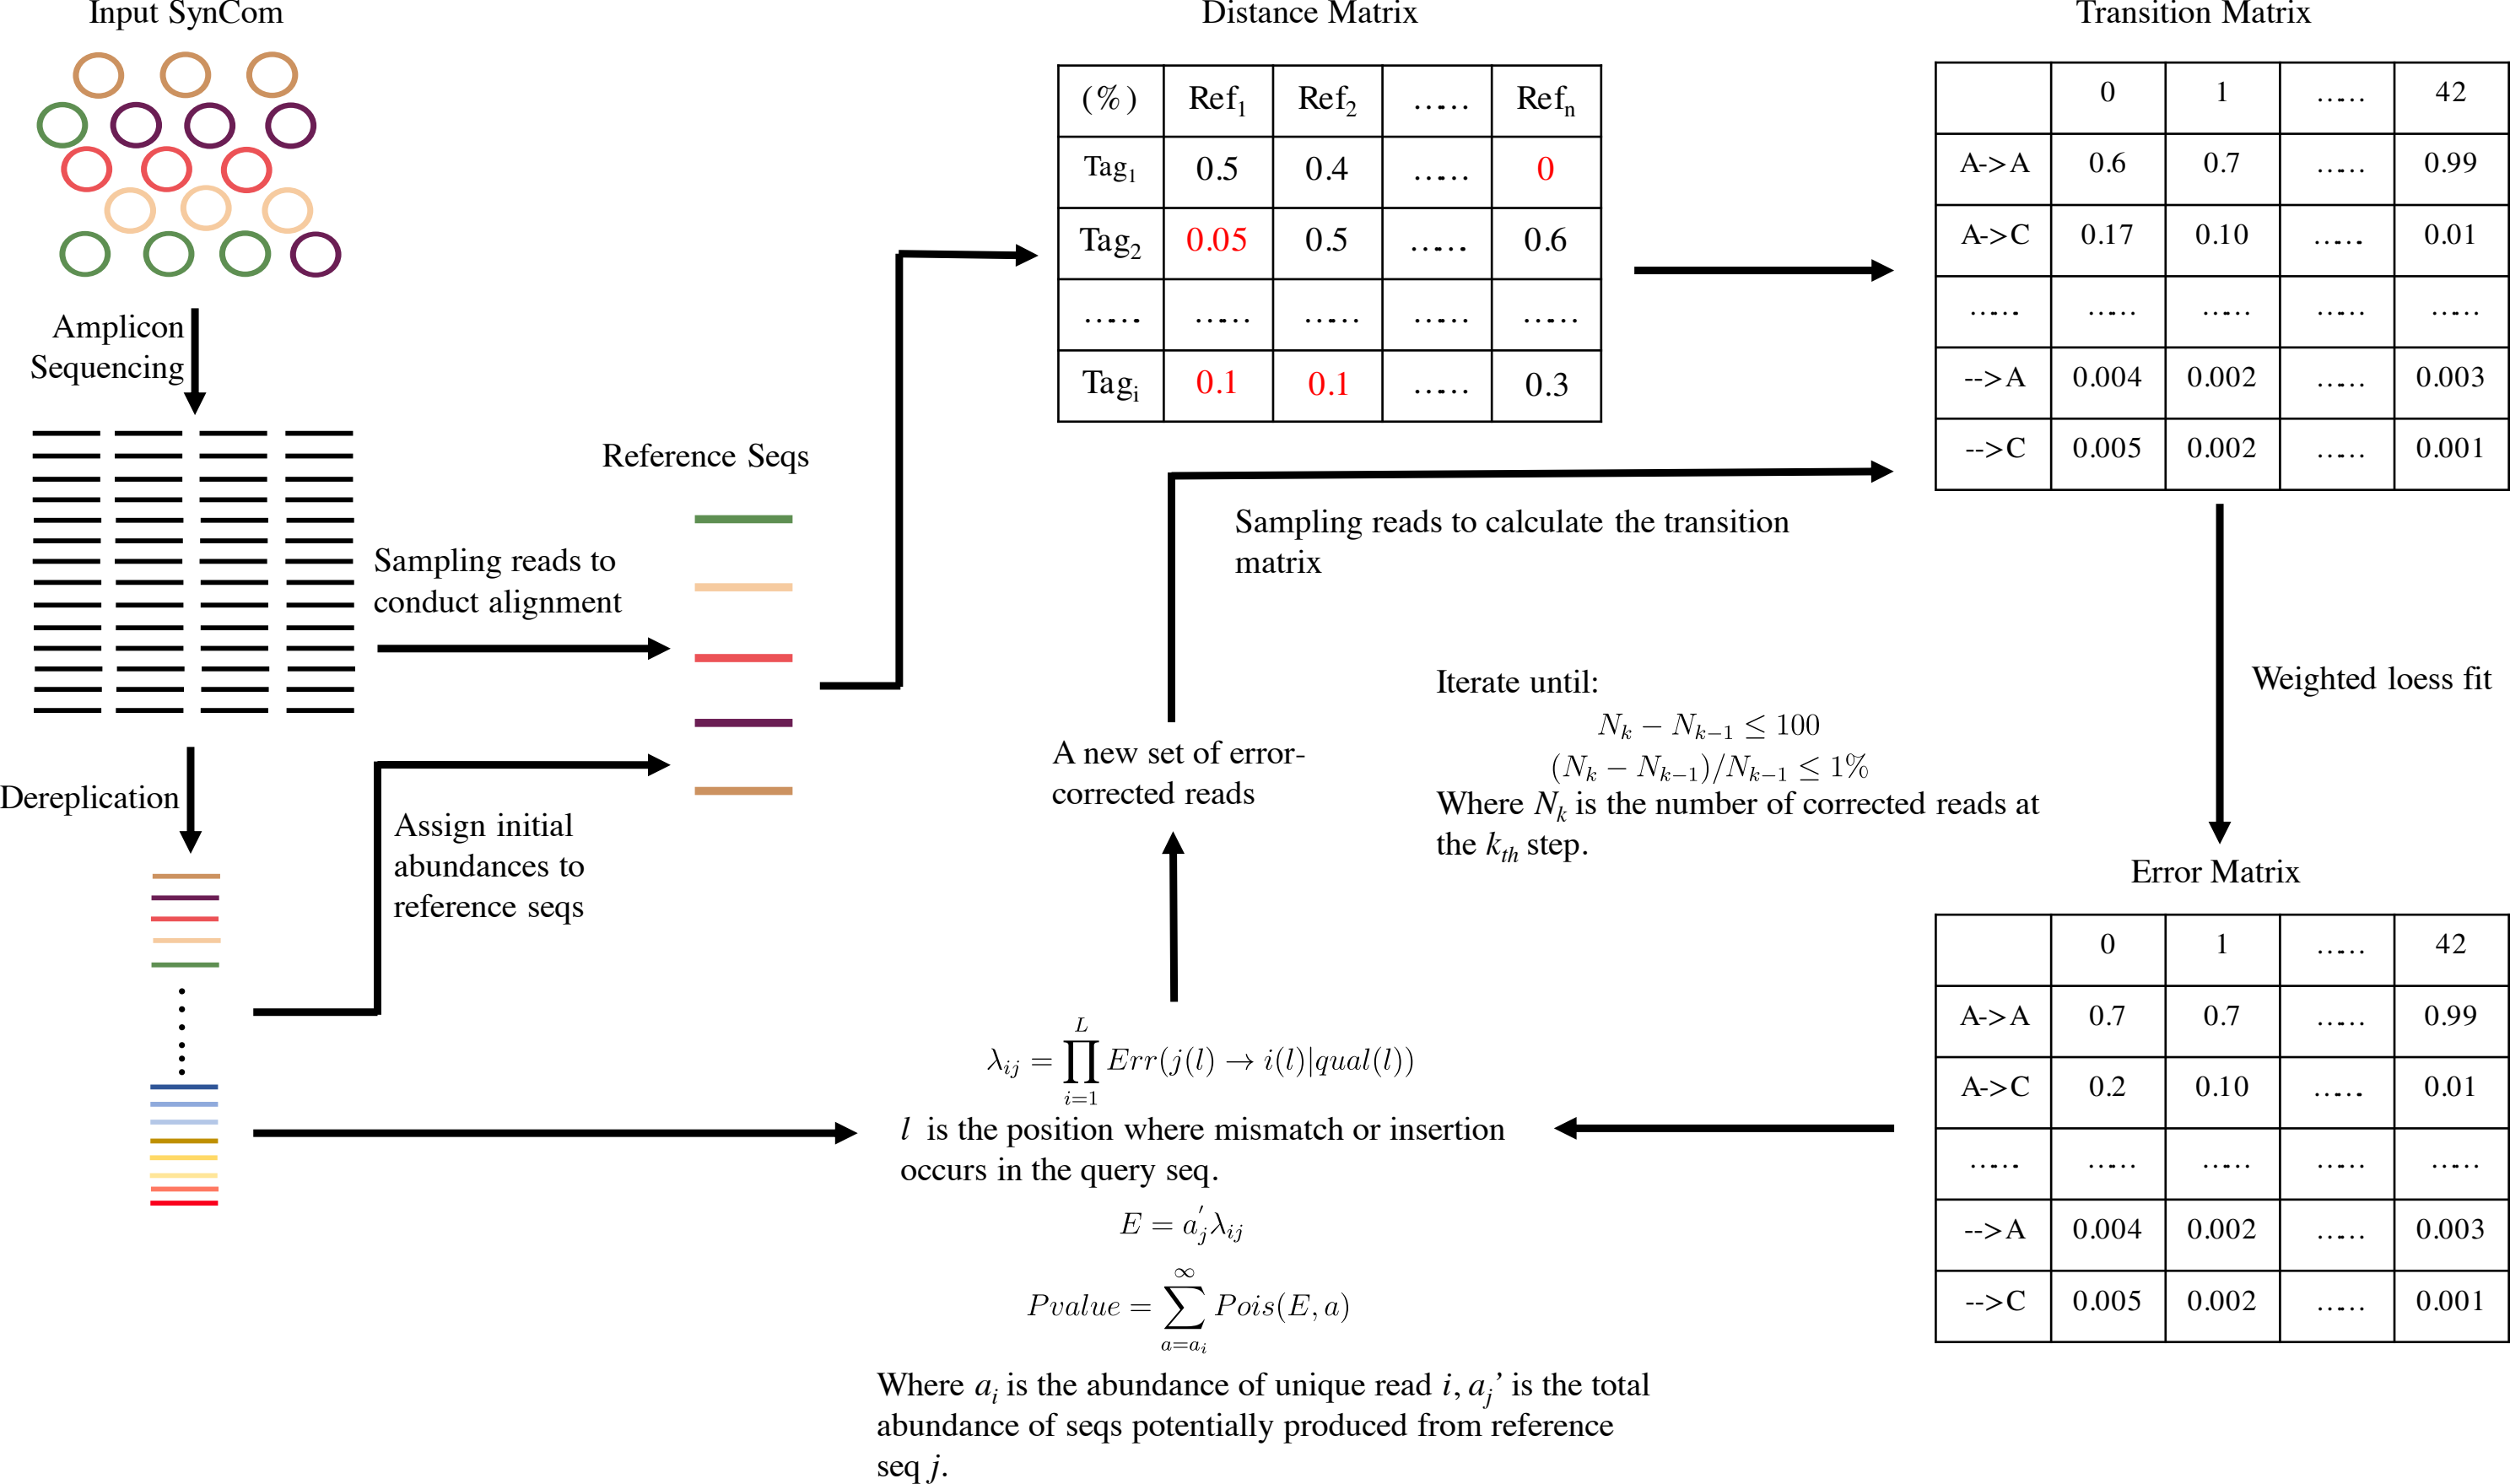 Input SynCom
Amplicon
Sequencing
Dereplication
Sampling reads to
conduct alignment
Assign initial
abundances to
reference seqs
Reference Seqs
Distance Matrix
(%) Ref₁ Ref₂ …… Refₙ
Tag₁ 0.5 0.4 …… 0
Tag₂ 0.05 0.5 …… 0.6
…… …… …… …… ……
Tagᵢ 0.1 0.1 …… 0.3
Transition Matrix
0 1 …… 42
A->A 0.6 0.7 …… 0.99
A->C 0.17 0.10 …… 0.01
…… …… …… …… ……
-->A 0.004 0.002 …… 0.003
-->C 0.005 0.002 …… 0.001
Sampling reads to calculate the transition
matrix
Weighted loess fit
Iterate until:
N_k − N_{k−1} ≤ 100
(N_k − N_{k−1})/N_{k−1} ≤ 1%
Where N_k is the number of corrected reads at
the k_{th} step.
Error Matrix
0 1 …… 42
A->A 0.7 0.7 …… 0.99
A->C 0.2 0.10 …… 0.01
…… …… …… …… ……
-->A 0.004 0.002 …… 0.003
-->C 0.005 0.002 …… 0.001
A new set of error-
corrected reads
λ_{ij} = ∏_{i=1}^{L} Err(j(l) → i(l)|qual(l))
l is the position where mismatch or insertion
occurs in the query seq.
E = a'_j λ_{ij}
Pvalue = ∑_{a=a_i}^{∞} Pois(E, a)
Where a_i is the abundance of unique read i, a_j’ is the total
abundance of seqs potentially produced from reference
seq j.